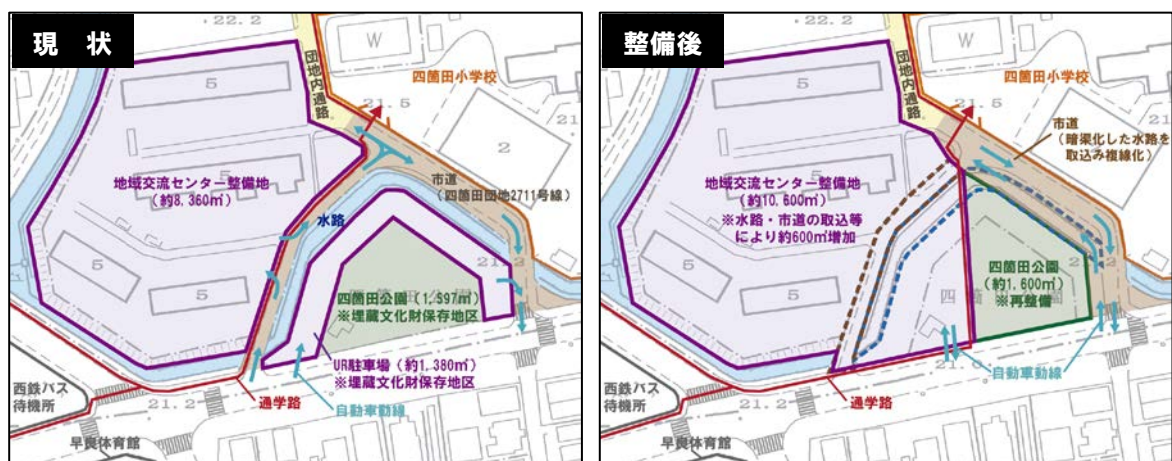 現 状
22.2
W
四箇田小学校
団地内通路
21.5
5
2
地域交流センター整備地
(約8,360㎡)
市道
(四箇田団地2711号線)
水路
5
5
21.2
四箇田公園(1,597㎡)
※埋蔵文化財保存地区
UR駐車場(約1,380㎡)
※埋蔵文化財保存地区
西鉄バス
待機所
21.2
通学路
自動車動線
早良体育館
整備後
22.2
W
四箇田小学校
団地内通路
21.5
5
2
市道
(暗渠化した水路を
取込み複線化)
地域交流センター整備地
(約10,600㎡)
※水路・市道の取込等
により約600㎡増加
5
5
四箇田公園
(約1,600㎡)
※再整備
西鉄バス
待機所
21.2
通学路
自動車動線
早良体育館